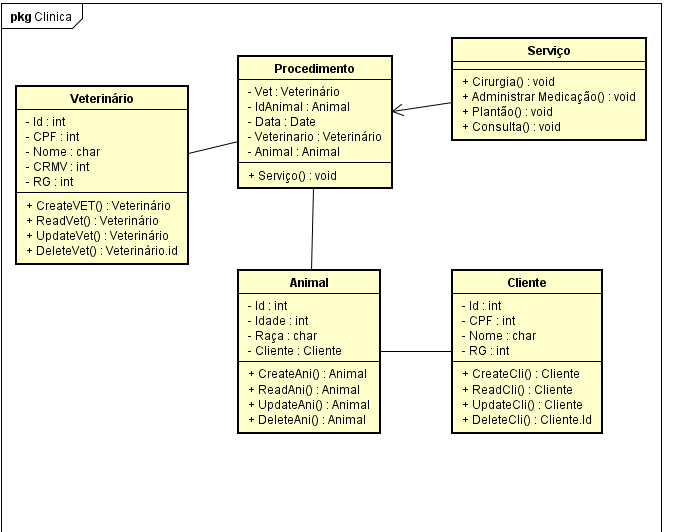 pkg Clinica
Veterinário
- Id : int
- CPF : int
- Nome : char
- CRMV : int
- RG : int
+ CreateVET() : Veterinário
+ ReadVet() : Veterinário
+ UpdateVet() : Veterinário
+ DeleteVet() : Veterinário.id
Procedimento
- Vet : Veterinário
- IdAnimal : Animal
- Data : Date
- Veterinario : Veterinário
- Animal : Animal
+ Serviço() : void
Serviço
+ Cirurgia() : void
+ Administrar Medicação() : void
+ Plantão() : void
+ Consulta() : void
Animal
- Id : int
- Idade : int
- Raça : char
- Cliente : Cliente
+ CreateAni() : Animal
+ ReadAni() : Animal
+ UpdateAni() : Animal
+ DeleteAni() : Animal
Cliente
- Id : int
- CPF : int
- Nome : char
- RG : int
+ CreateCli() : Cliente
+ ReadCli() : Cliente
+ UpdateCli() : Cliente
+ DeleteCli() : Cliente.Id